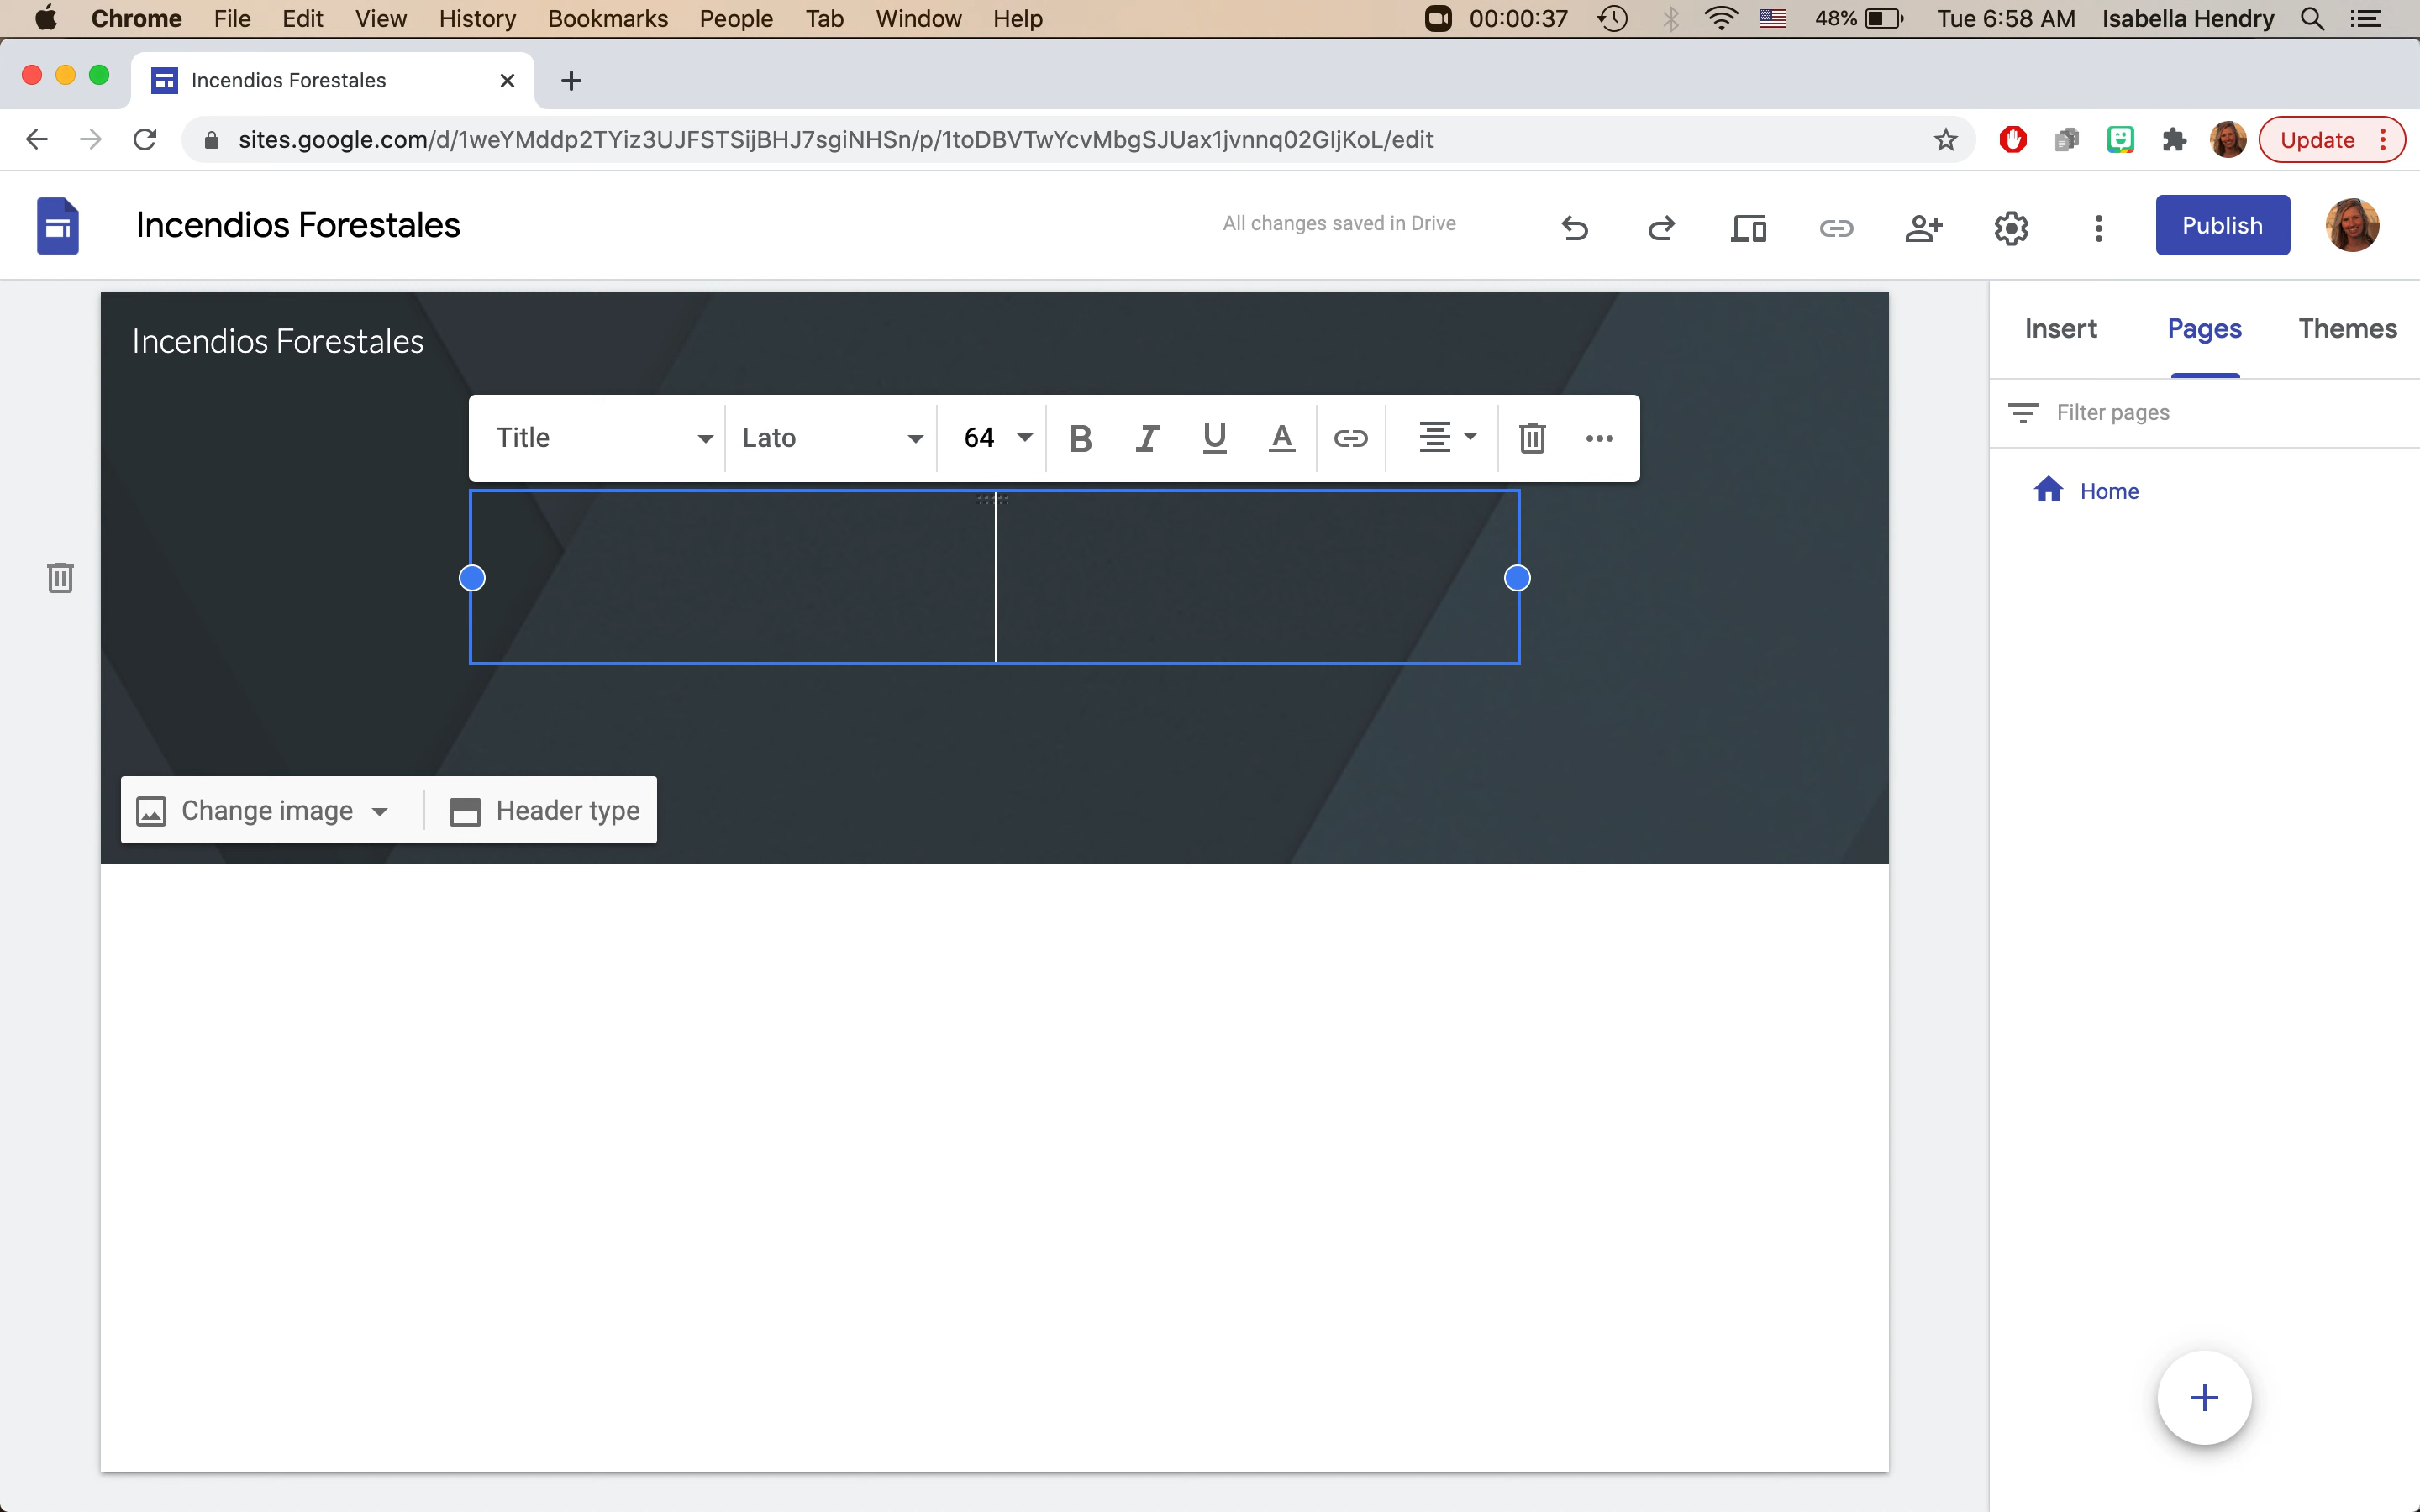 Chrome File Edit View History Bookmarks People Tab Window Help 00:00:37 48% Tue 6:58 AM Isabella Hendry
Incendios Forestales
sites.google.com/d/1weYMddp2TYiz3UJFSTSijBHJ7sgiNHSn/p/1toDBVTwYcvMbgSJUax1jvnnq02GIjKoL/edit Update
Incendios Forestales All changes saved in Drive Publish
Insert Pages Themes
Incendios Forestales
Filter pages
Title Lato 64 B I U A
Home
Change image Header type